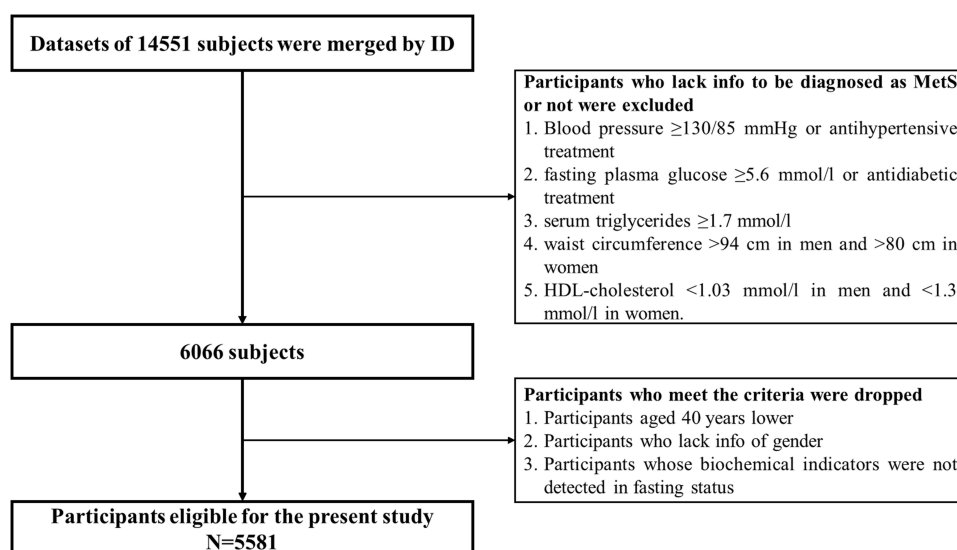 Datasets of 14551 subjects were merged by ID
Participants who lack info to be diagnosed as MetS
or not were excluded
1. Blood pressure ≥130/85 mmHg or antihypertensive
treatment
2. fasting plasma glucose ≥5.6 mmol/l or antidiabetic
treatment
3. serum triglycerides ≥1.7 mmol/l
4. waist circumference >94 cm in men and >80 cm in
women
5. HDL-cholesterol <1.03 mmol/l in men and <1.3
mmol/l in women.
6066 subjects
Participants who meet the criteria were dropped
1. Participants aged 40 years lower
2. Participants who lack info of gender
3. Participants whose biochemical indicators were not
detected in fasting status
Participants eligible for the present study
N=5581